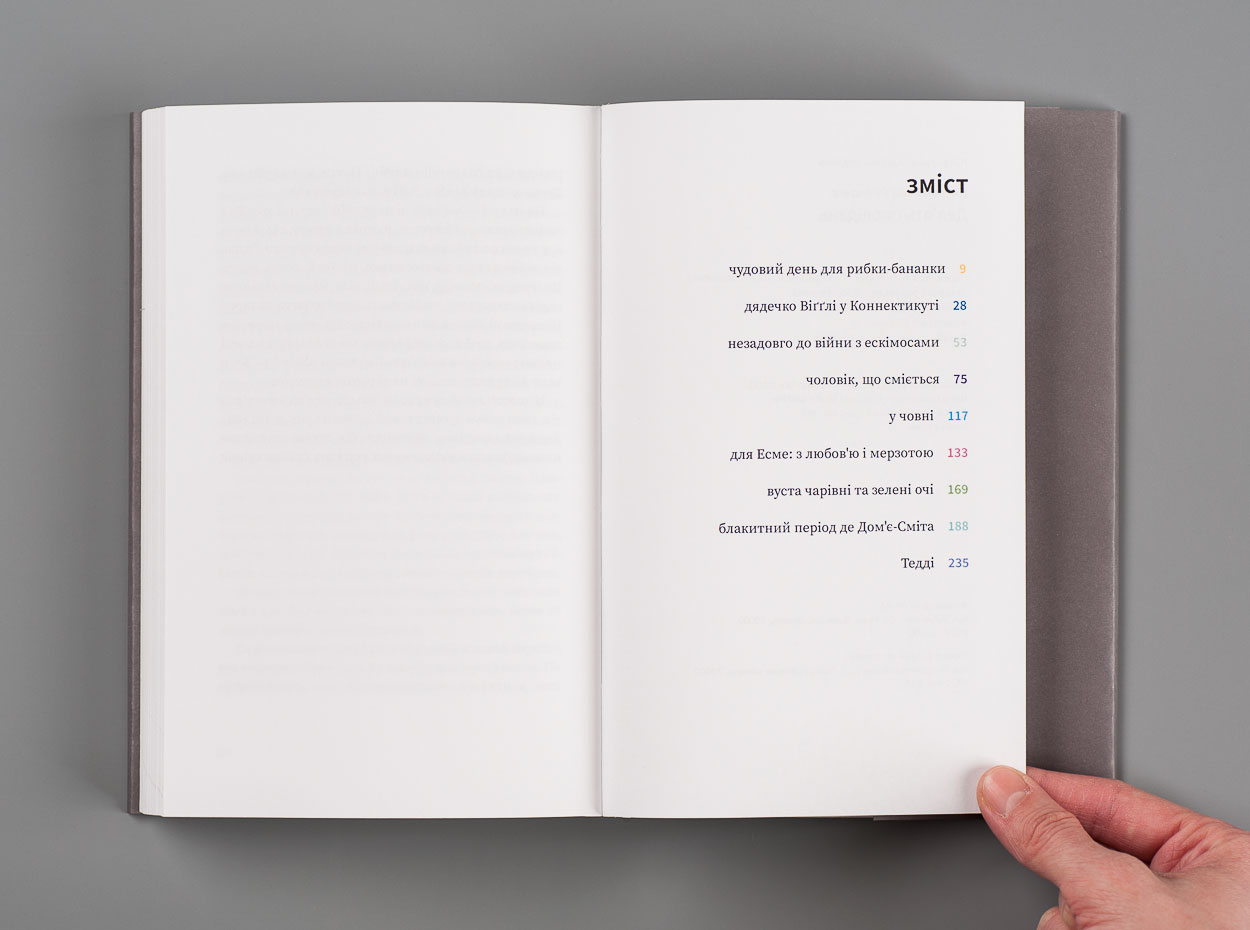 зміст
чудовий день для рибки-бананки 9
дядечко Віґґлі у Коннектикуті 28
незадовго до війни з ескімосами 53
чоловік, що сміється 75
у човні 117
для Есме: з любов'ю і мерзотою 133
вуста чарівні та зелені очі 169
блакитний період де Дом'є-Сміта 188
Тедді 235